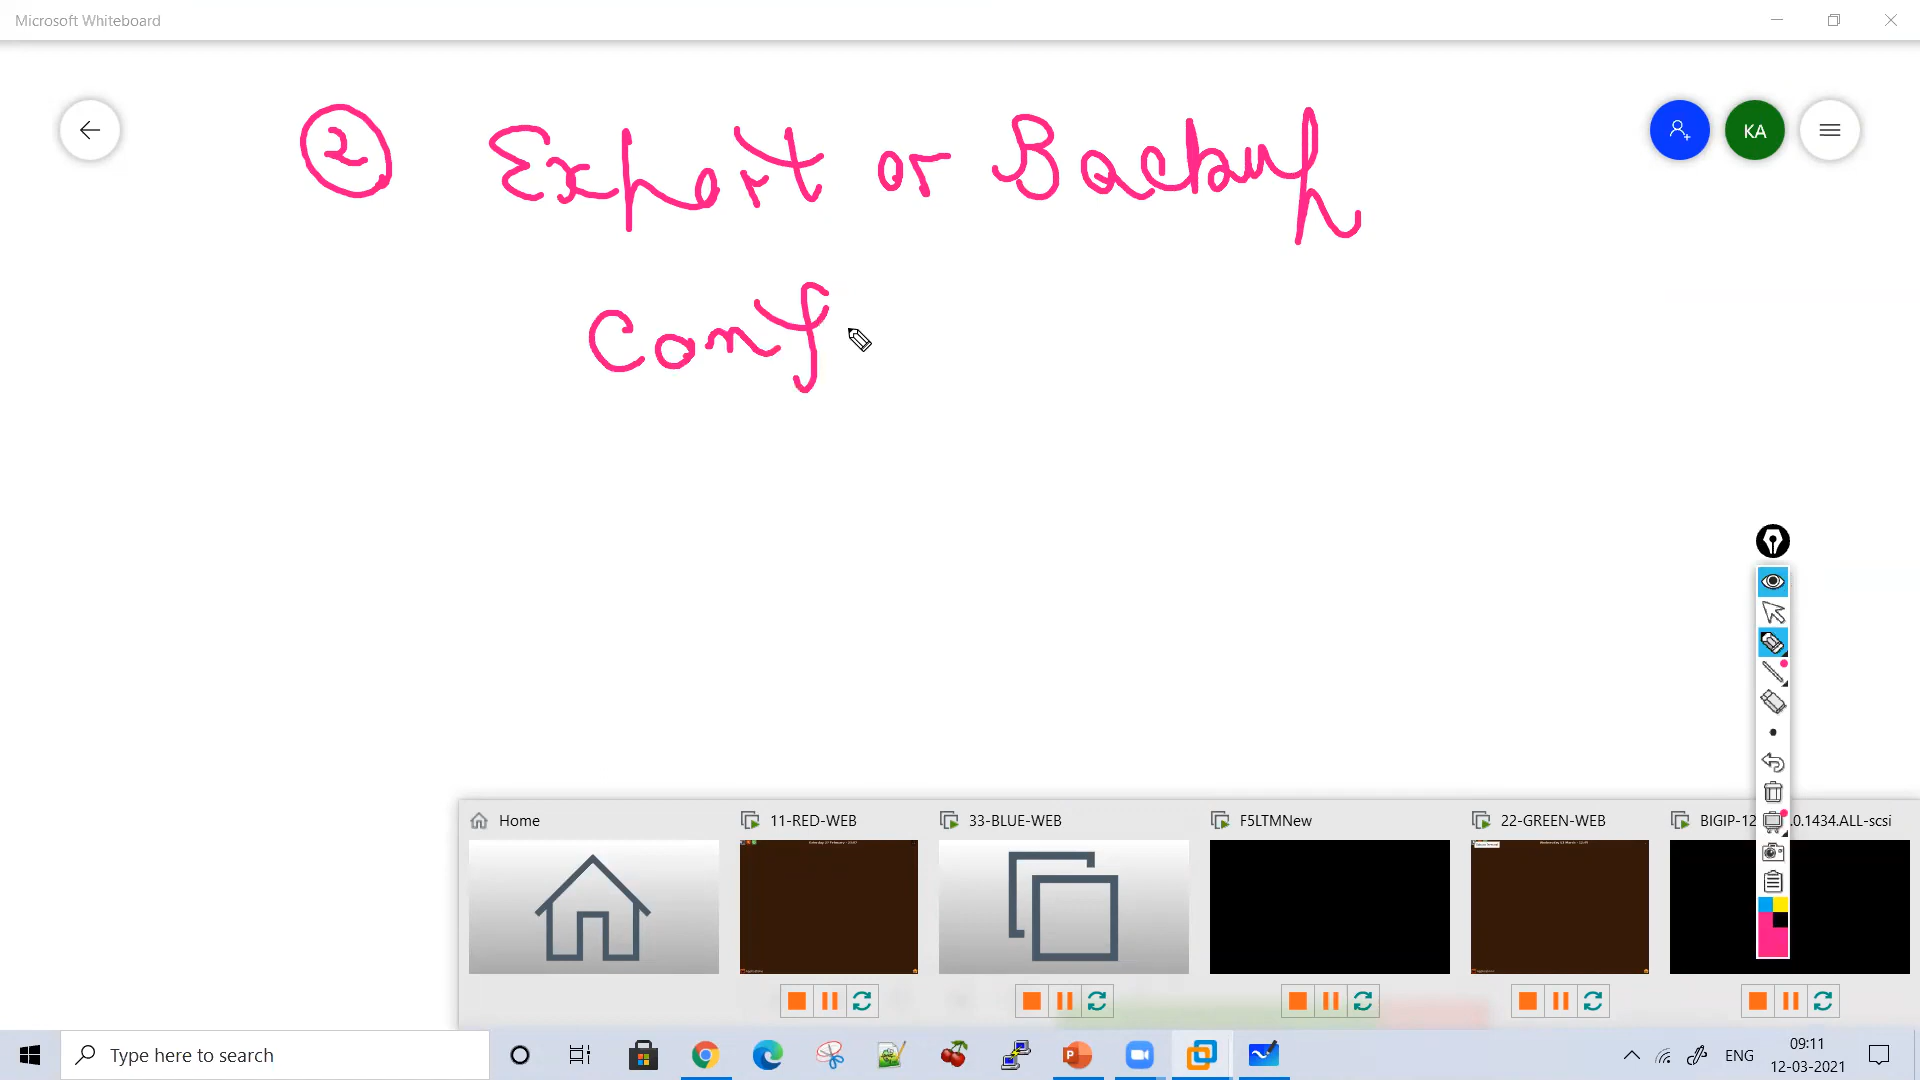 Microsoft Whiteboard
KA
② Export or Backup
Conf
Home
11-RED-WEB
33-BLUE-WEB
F5LTMNew
22-GREEN-WEB
BIGIP-12 .0.1434.ALL-scsi
Type here to search
ENG
09:11
12-03-2021